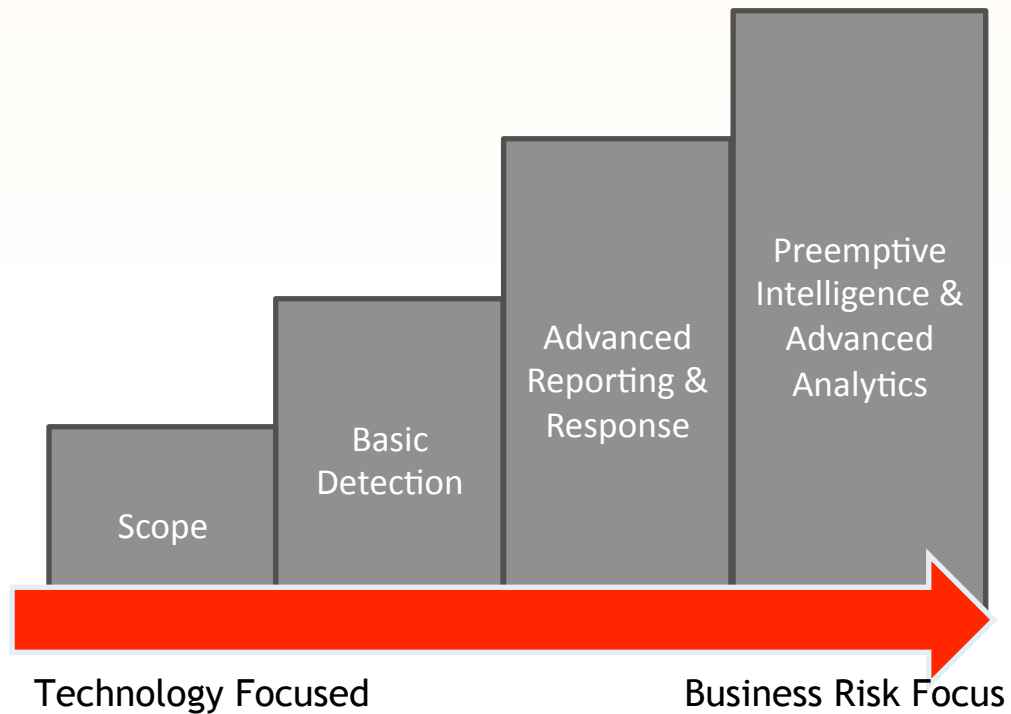 Scope
Basic
Detection
Advanced
Reporting &
Response
Preemptive
Intelligence &
Advanced
Analytics
Technology Focused
Business Risk Focus